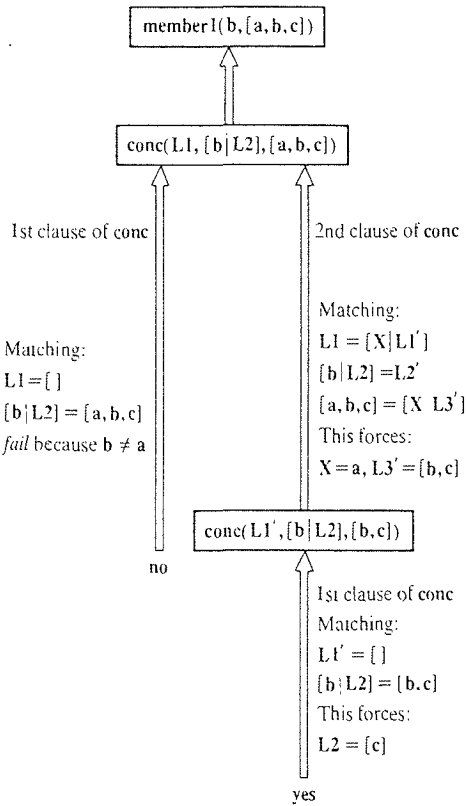 member1(b,[a,b,c])
conc(L1,[b|L2],[a,b,c])
1st clause of conc
Matching:
L1=[]
[b|L2]=[a,b,c]
fail because b ≠ a
no
2nd clause of conc
Matching:
L1=[X|L1′]
[b|L2]=L2′
[a,b,c]=[X L3′]
This forces:
X=a, L3′=[b,c]
conc(L1′,[b|L2],[b,c])
1st clause of conc
Matching:
L1′=[]
[b|L2]=[b.c]
This forces:
L2=[c]
yes